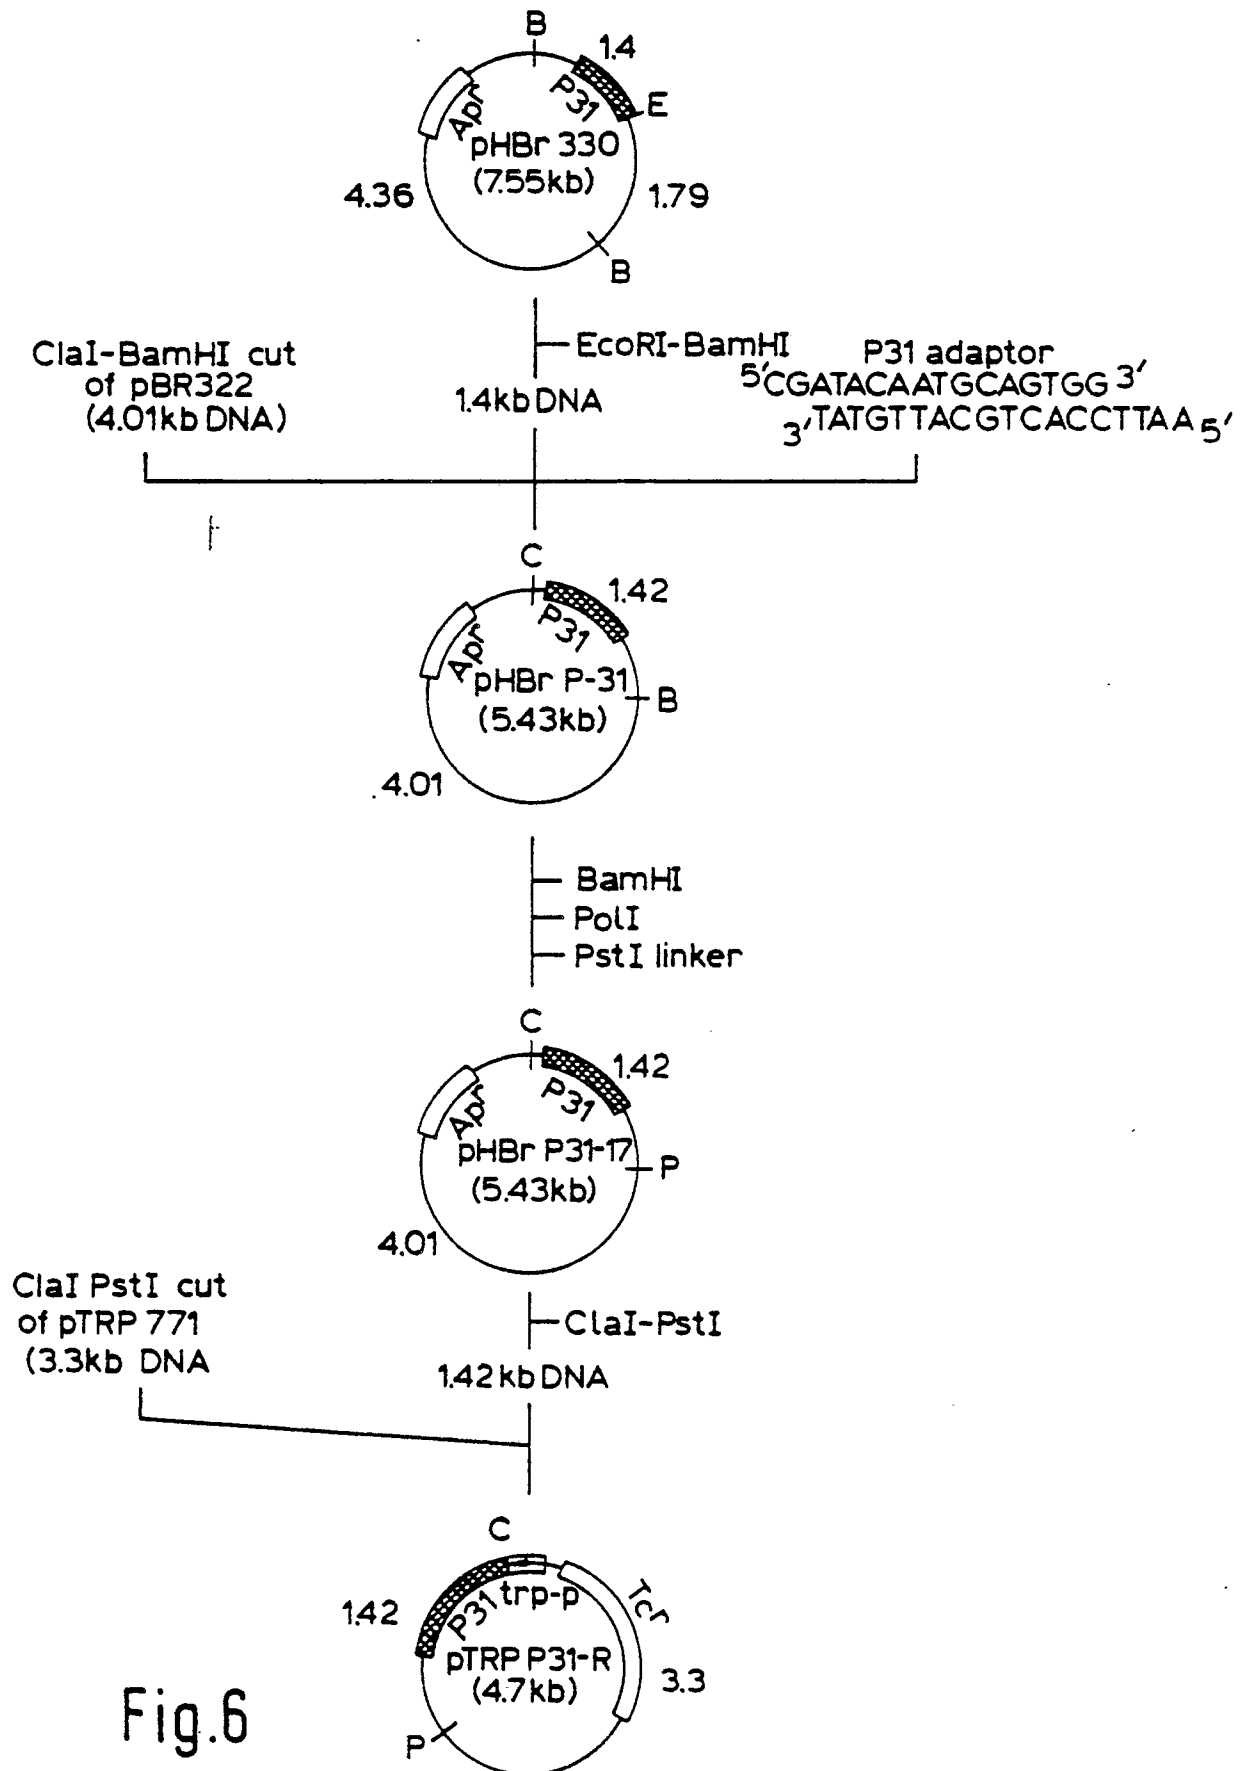 B
1.4
P31
E
Apr
pHBr 330
(7.55kb)
4.36
1.79
B
EcoRI-BamHI
ClaI-BamHI cut
of pBR322
(4.01kb DNA)
1.4kb DNA
P31 adaptor
5'CGATACAATGCAGTGG 3'
3'TATGTTACGTCACCTTAA 5'
C
1.42
P31
Apr
pHBr P-31
(5.43kb)
B
4.01
BamHI
PolI
PstI linker
C
1.42
P31
Apr
pHBr P31-17
(5.43kb)
P
4.01
ClaI PstI cut
of pTRP 771
(3.3kb DNA
ClaI-PstI
1.42 kb DNA
C
1.42
P31
trp-p
Tcr
pTRP P31-R
(4.7kb)
3.3
P
Fig.6